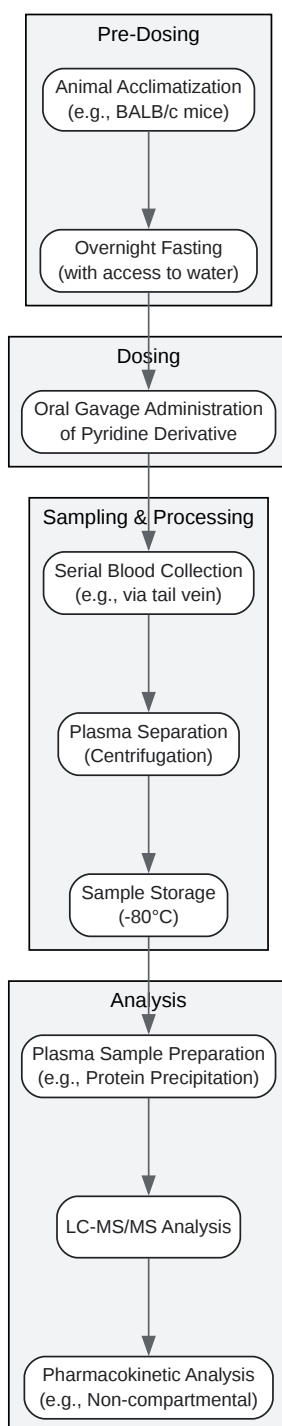 Pre-Dosing
Animal Acclimatization
(e.g., BALB/c mice)
Overnight Fasting
(with access to water)
Dosing
Oral Gavage Administration
of Pyridine Derivative
Sampling & Processing
Serial Blood Collection
(e.g., via tail vein)
Plasma Separation
(Centrifugation)
Sample Storage
(-80°C)
Analysis
Plasma Sample Preparation
(e.g., Protein Precipitation)
LC-MS/MS Analysis
Pharmacokinetic Analysis
(e.g., Non-compartmental)